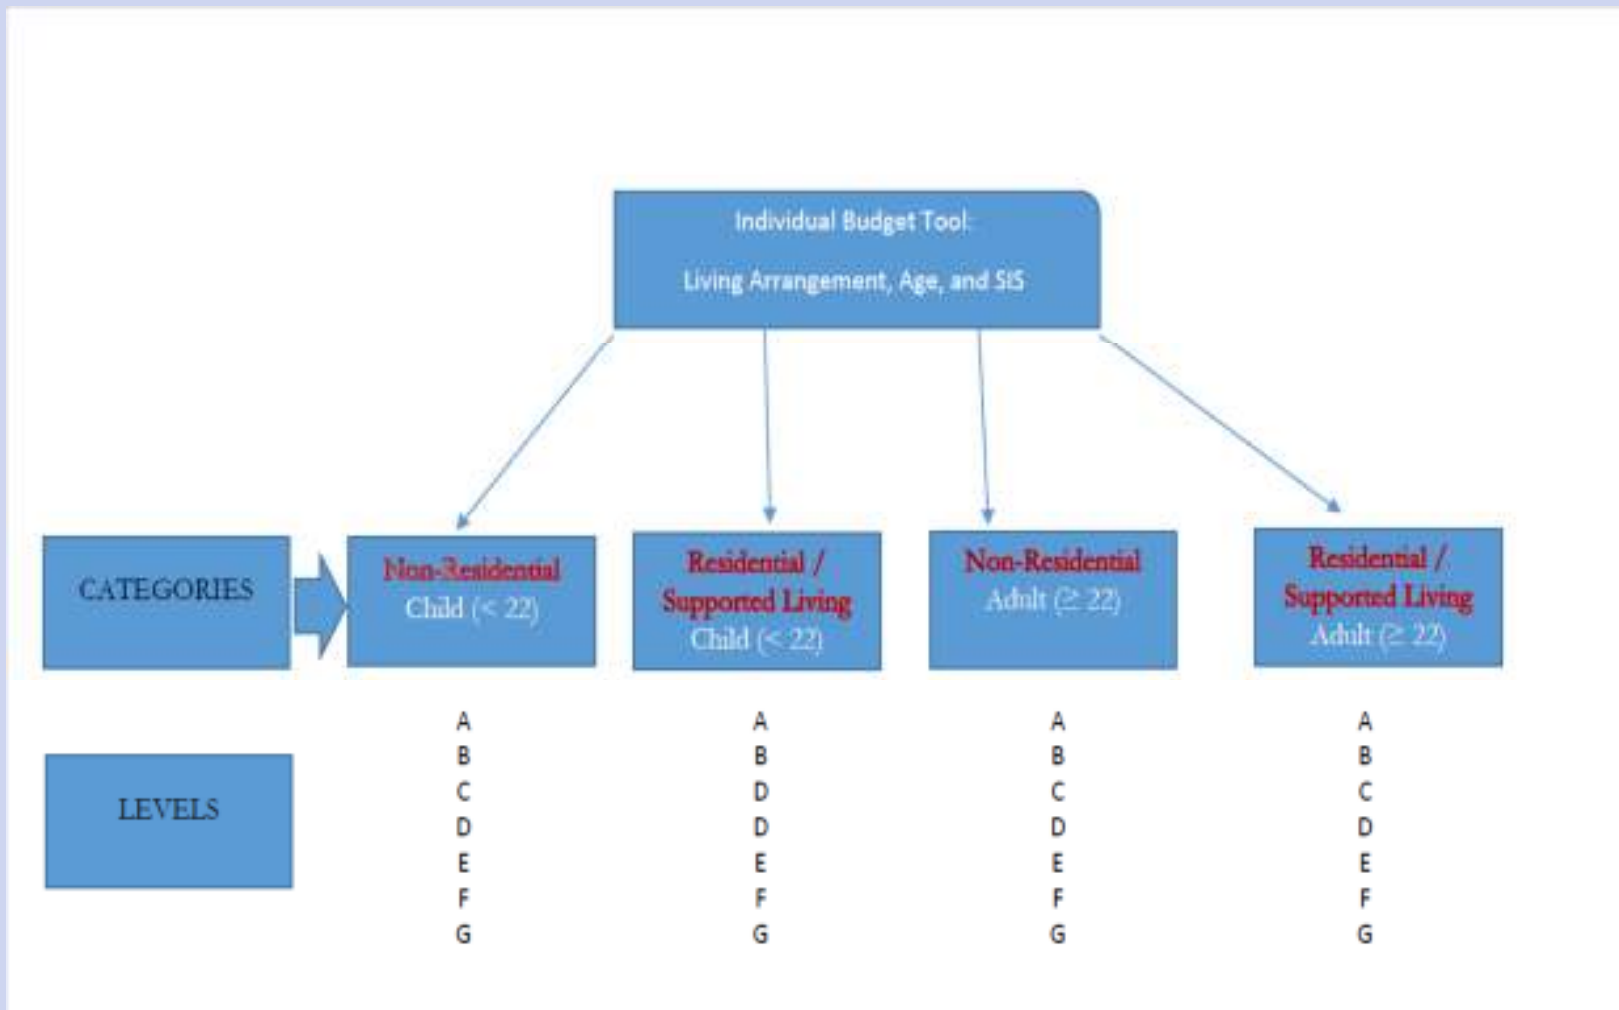 Individual Budget Tool:
Living Arrangement, Age, and SIS
CATEGORIES
Non-Residential
Child (< 22)
Residential /
Supported Living
Child (< 22)
Non-Residential
Adult (≥ 22)
Residential /
Supported Living
Adult (≥ 22)
LEVELS
A
B
C
D
E
F
G
A
B
D
D
E
F
G
A
B
C
D
E
F
G
A
B
C
D
E
F
G